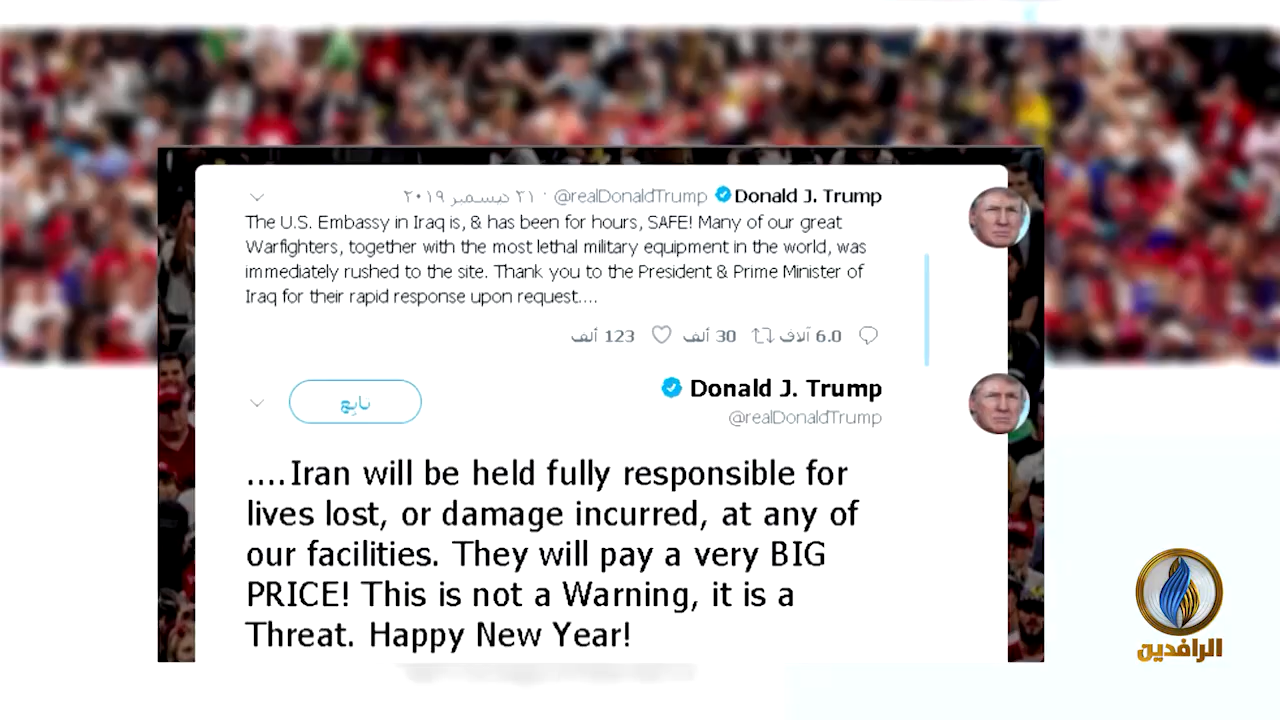 Donald J. Trump @realDonaldTrump · ٣١ ديسمبر ٢٠١٩
The U.S. Embassy in Iraq is, & has been for hours, SAFE! Many of our great
Warfighters, together with the most lethal military equipment in the world, was
immediately rushed to the site. Thank you to the President & Prime Minister of
Iraq for their rapid response upon request....
6.0 آلاف 30 ألف 123 ألف
Donald J. Trump
تابِع
@realDonaldTrump
....Iran will be held fully responsible for
lives lost, or damage incurred, at any of
our facilities. They will pay a very BIG
PRICE! This is not a Warning, it is a
Threat. Happy New Year!
الرافدين